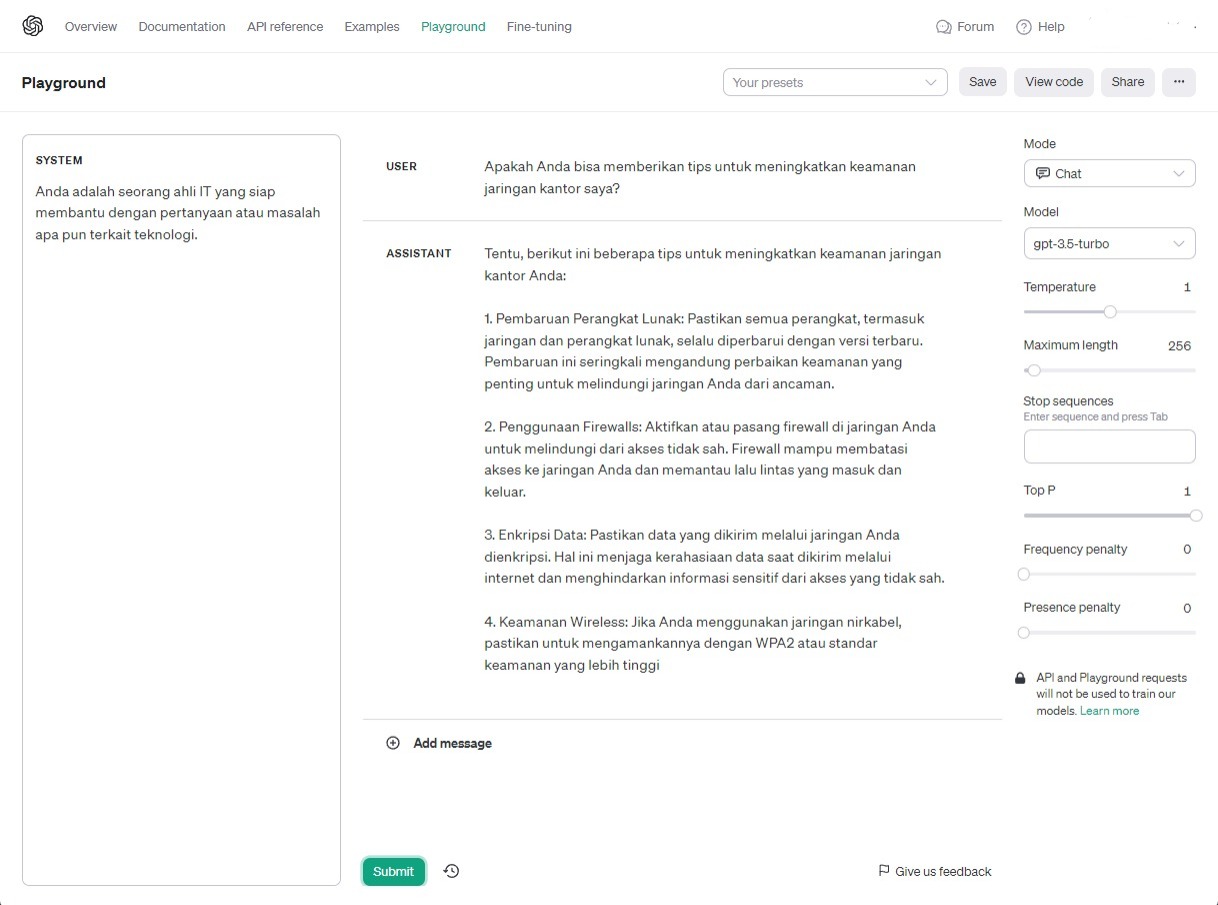 Overview Documentation API reference Examples Playground Fine-tuning Forum Help
Playground Your presets Save View code Share ...
SYSTEM
Anda adalah seorang ahli IT yang siap
membantu dengan pertanyaan atau masalah
apa pun terkait teknologi.
USER
Apakah Anda bisa memberikan tips untuk meningkatkan keamanan
jaringan kantor saya?
ASSISTANT
Tentu, berikut ini beberapa tips untuk meningkatkan keamanan jaringan
kantor Anda:
1. Pembaruan Perangkat Lunak: Pastikan semua perangkat, termasuk
jaringan dan perangkat lunak, selalu diperbarui dengan versi terbaru.
Pembaruan ini seringkali mengandung perbaikan keamanan yang
penting untuk melindungi jaringan Anda dari ancaman.
2. Penggunaan Firewalls: Aktifkan atau pasang firewall di jaringan Anda
untuk melindungi dari akses tidak sah. Firewall mampu membatasi
akses ke jaringan Anda dan memantau lalu lintas yang masuk dan
keluar.
3. Enkripsi Data: Pastikan data yang dikirim melalui jaringan Anda
dienkripsi. Hal ini menjaga kerahasiaan data saat dikirim melalui
internet dan menghindarkan informasi sensitif dari akses yang tidak sah.
4. Keamanan Wireless: Jika Anda menggunakan jaringan nirkabel,
pastikan untuk mengamankannya dengan WPA2 atau standar
keamanan yang lebih tinggi
Add message
Submit
Give us feedback
Mode
Chat
Model
gpt-3.5-turbo
Temperature 1
Maximum length 256
Stop sequences
Enter sequence and press Tab
Top P 1
Frequency penalty 0
Presence penalty 0
API and Playground requests
will not be used to train our
models. Learn more